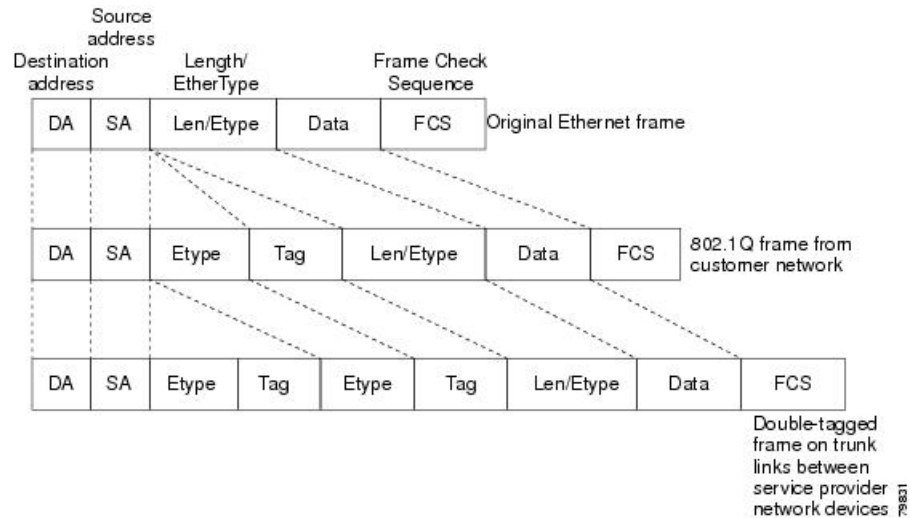 Source
address
Destination
address
Length/
EtherType
Frame Check
Sequence
DA SA Len/Etype Data FCS Original Ethernet frame
DA SA Etype Tag Len/Etype Data FCS
802.1Q frame from
customer network
DA SA Etype Tag Etype Tag Len/Etype Data FCS
Double-tagged
frame on trunk
links between
service provider
network devices
79831